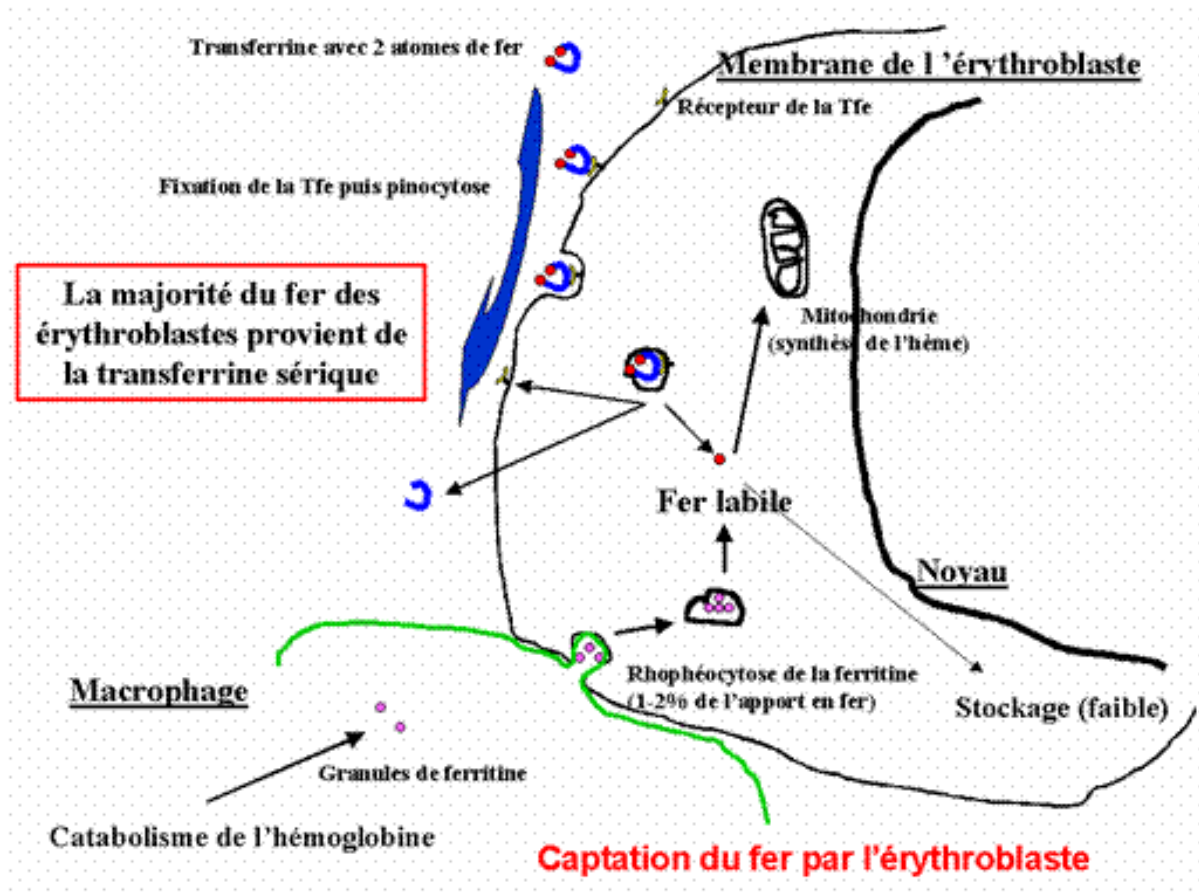 Transferrine avec 2 atomes de fer
Membrane de l 'érythroblaste
Récepteur de la Tfe
Fixation de la Tfe puis pinocytose
La majorité du fer des
érythroblastes provient de
la transferrine sérique
Mitochondrie
(synthèse de l'hème)
Fer labile
Noyau
Rhophéocytose de la ferritine
(1-2% de l'apport en fer)
Stockage (faible)
Macrophage
Granules de ferritine
Catabolisme de l'hémoglobine
Captation du fer par l'érythroblaste